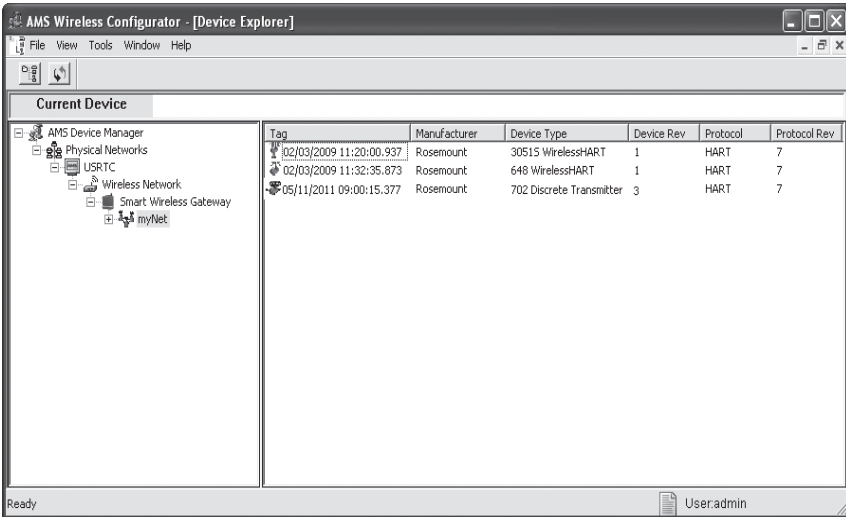 AMS Wireless Configurator - [Device Explorer]
File View Tools Window Help
Current Device
AMS Device Manager
Physical Networks
USRTC
Wireless Network
Smart Wireless Gateway
myNet
Tag Manufacturer Device Type Device Rev Protocol Protocol Rev
02/03/2009 11:20:00.937 Rosemount 3051S WirelessHART 1 HART 7
02/03/2009 11:32:35.873 Rosemount 648 WirelessHART 1 HART 7
05/11/2011 09:00:15.377 Rosemount 702 Discrete Transmitter 3 HART 7
Ready User:admin